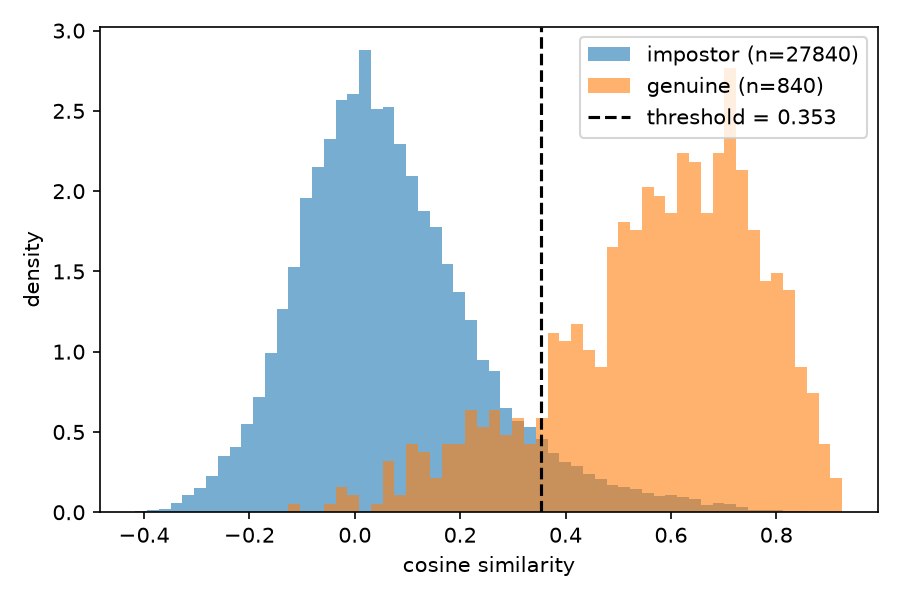 3.0
2.5
2.0
1.5
1.0
0.5
0.0
density
impostor (n=27840)
genuine (n=840)
threshold = 0.353
−0.4 −0.2 0.0 0.2 0.4 0.6 0.8
cosine similarity